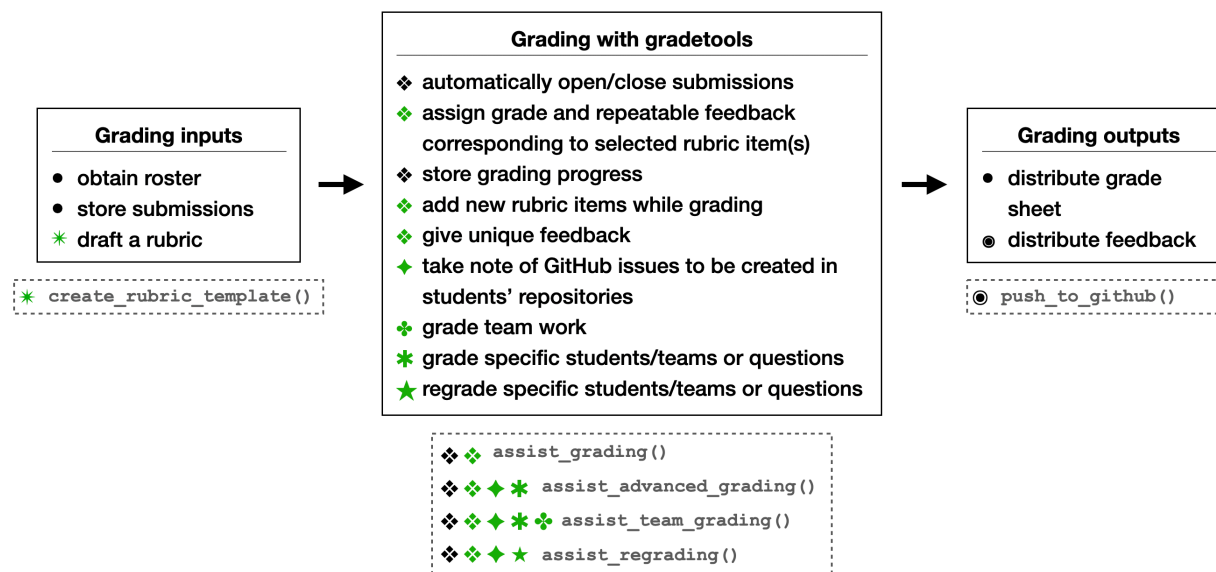 Grading inputs
obtain roster
store submissions
draft a rubric
create_rubric_template()
Grading with gradetools
automatically open/close submissions
assign grade and repeatable feedback
corresponding to selected rubric item(s)
store grading progress
add new rubric items while grading
give unique feedback
take note of GitHub issues to be created in
students’ repositories
grade team work
grade specific students/teams or questions
regrade specific students/teams or questions
assist_grading()
assist_advanced_grading()
assist_team_grading()
assist_regrading()
Grading outputs
distribute grade
sheet
distribute feedback
push_to_github()